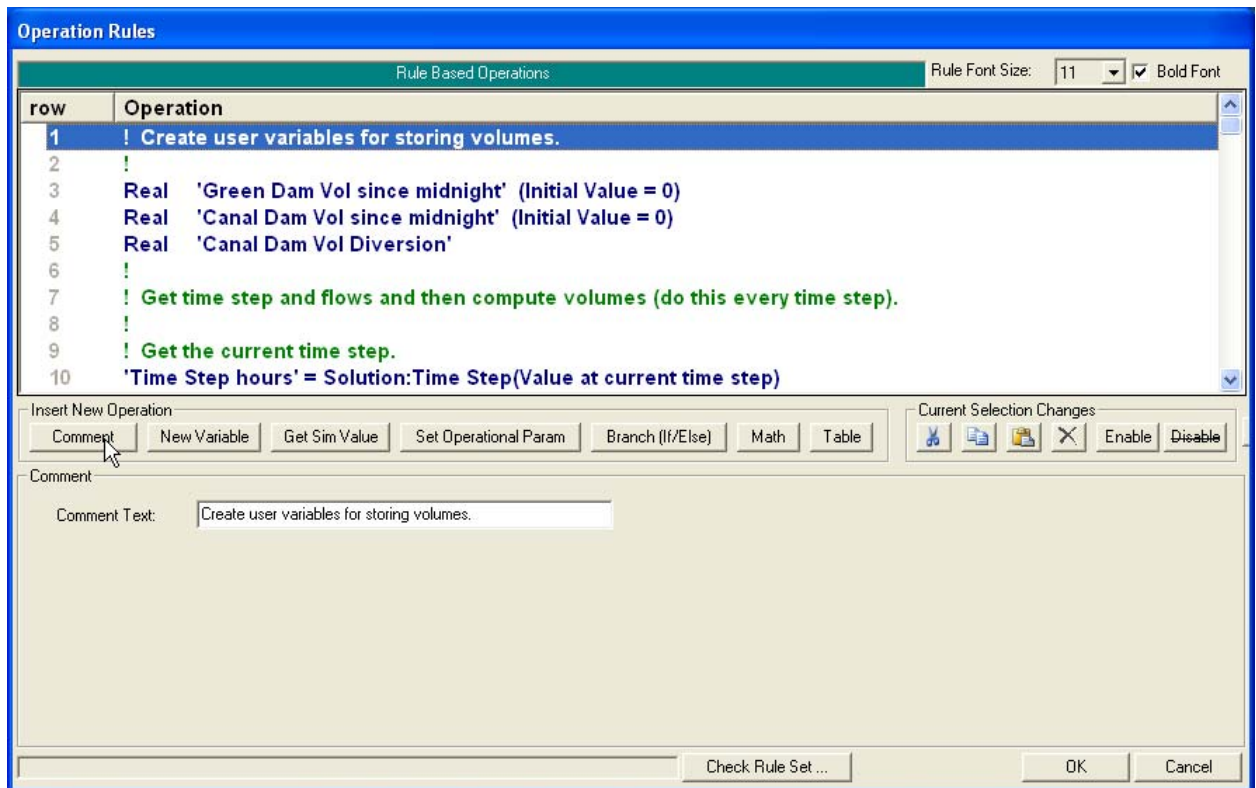 Operation Rules
Rule Based Operations Rule Font Size: 11 Bold Font
row Operation
1 ! Create user variables for storing volumes.
2 !
3 Real 'Green Dam Vol since midnight' (Initial Value = 0)
4 Real 'Canal Dam Vol since midnight' (Initial Value = 0)
5 Real 'Canal Dam Vol Diversion'
6 !
7 ! Get time step and flows and then compute volumes (do this every time step).
8 !
9 ! Get the current time step.
10 'Time Step hours' = Solution:Time Step(Value at current time step)
Insert New Operation Current Selection Changes
Comment New Variable Get Sim Value Set Operational Param Branch (If/Else) Math Table Enable Disable
Comment
Comment Text: Create user variables for storing volumes.
Check Rule Set ... OK Cancel